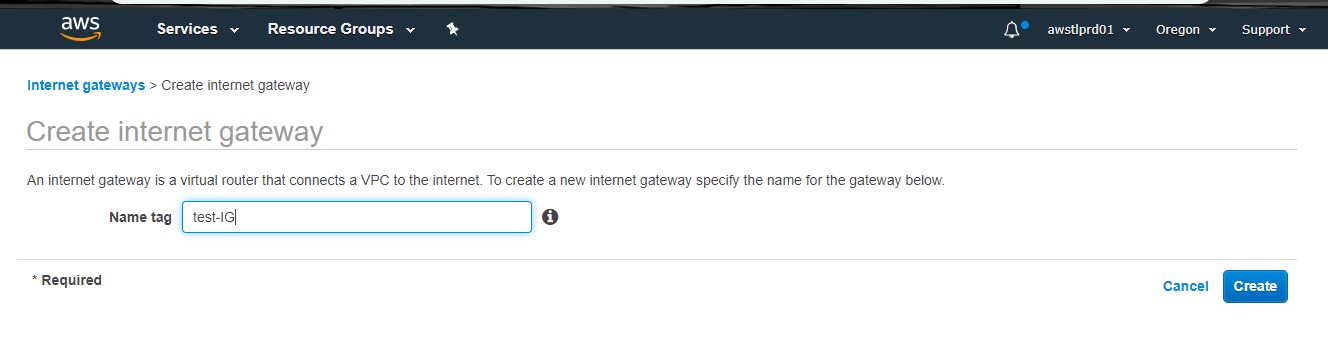 aws Services Resource Groups awstlprd01 Oregon Support
Internet gateways > Create internet gateway
Create internet gateway
An internet gateway is a virtual router that connects a VPC to the internet. To create a new internet gateway specify the name for the gateway below.
Name tag test-IG
* Required
Cancel Create